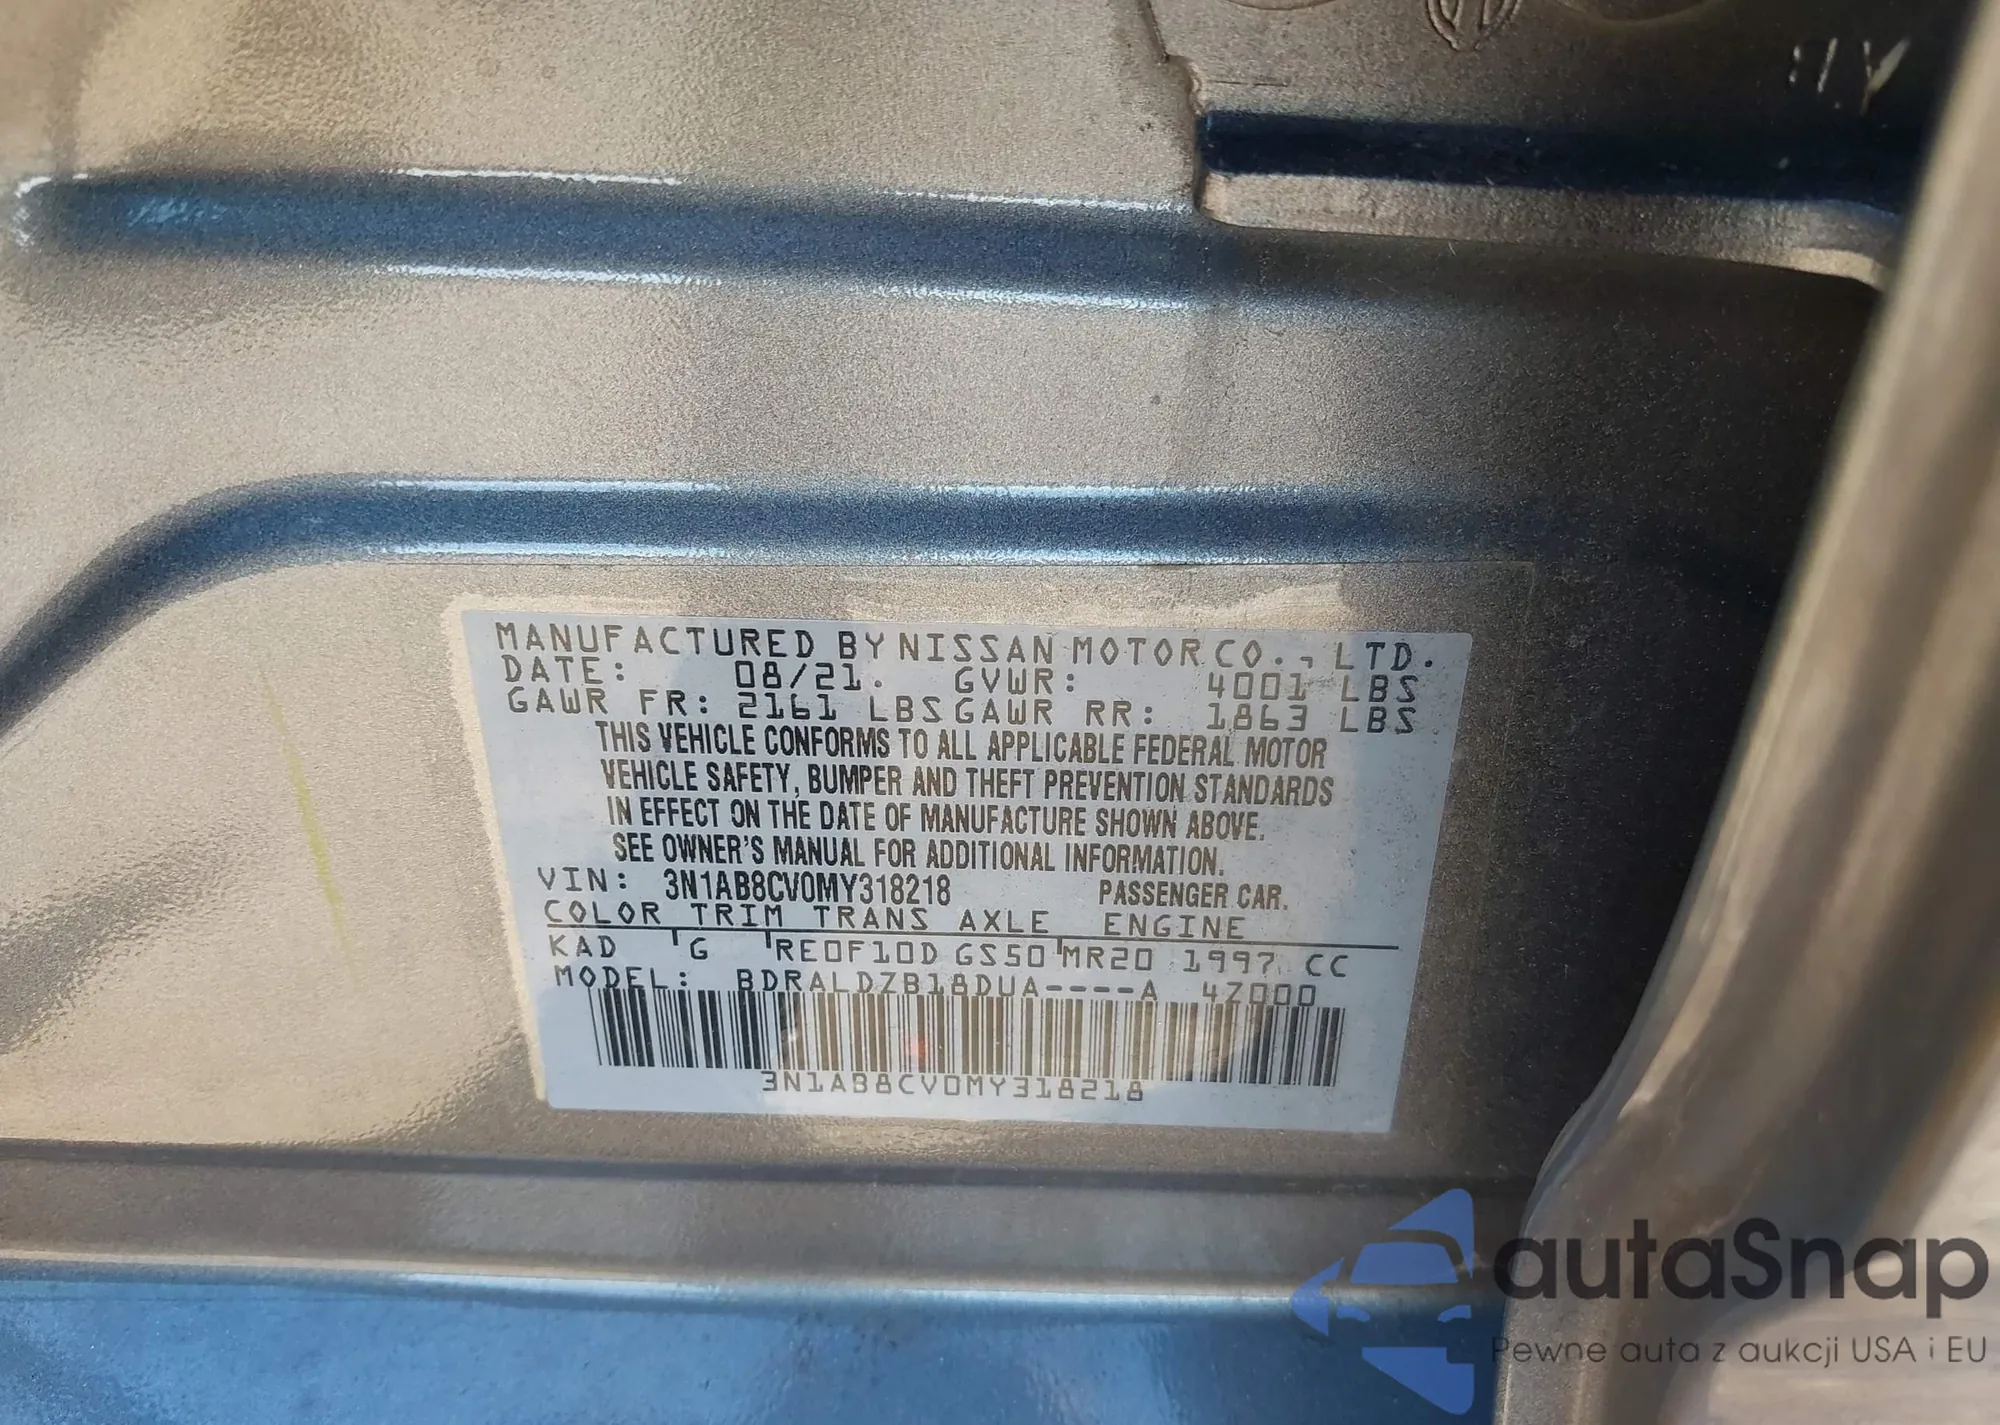 MANUFACTURED BY NISSAN MOTOR CO., LTD.
DATE: 08/21. GVWR: 4001 LBS
GAWR FR: 2161 LBS GAWR RR: 1863 LBS
THIS VEHICLE CONFORMS TO ALL APPLICABLE FEDERAL MOTOR
VEHICLE SAFETY, BUMPER AND THEFT PREVENTION STANDARDS
IN EFFECT ON THE DATE OF MANUFACTURE SHOWN ABOVE.
SEE OWNER'S MANUAL FOR ADDITIONAL INFORMATION.
VIN: 3N1AB8CV0MY318218 PASSENGER CAR.
COLOR TRIM TRANS AXLE ENGINE
KAD G RE0F10D GS50 MR20 1997 CC
MODEL: BDRALDZB18DUA----A 4Z000
3N1AB8CV0MY318218
autaSnap
Pewne auta z aukcji USA i EU